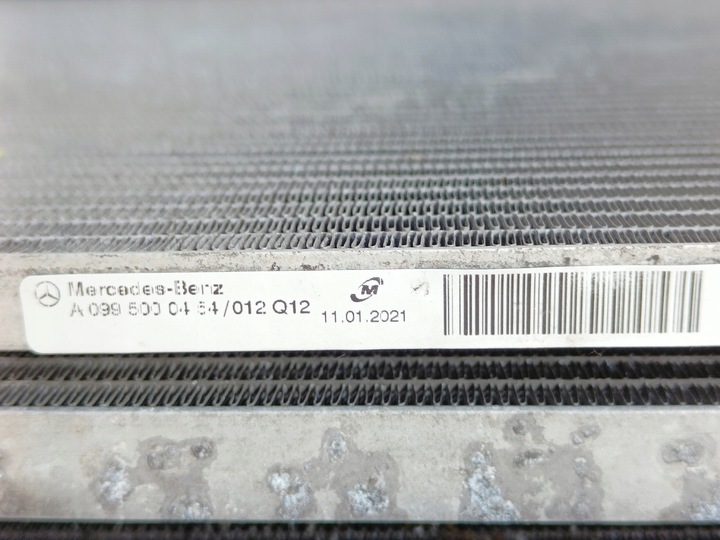 Mercedes-Benz
A 099 500 04 54/012 Q12
M
11.01.2021